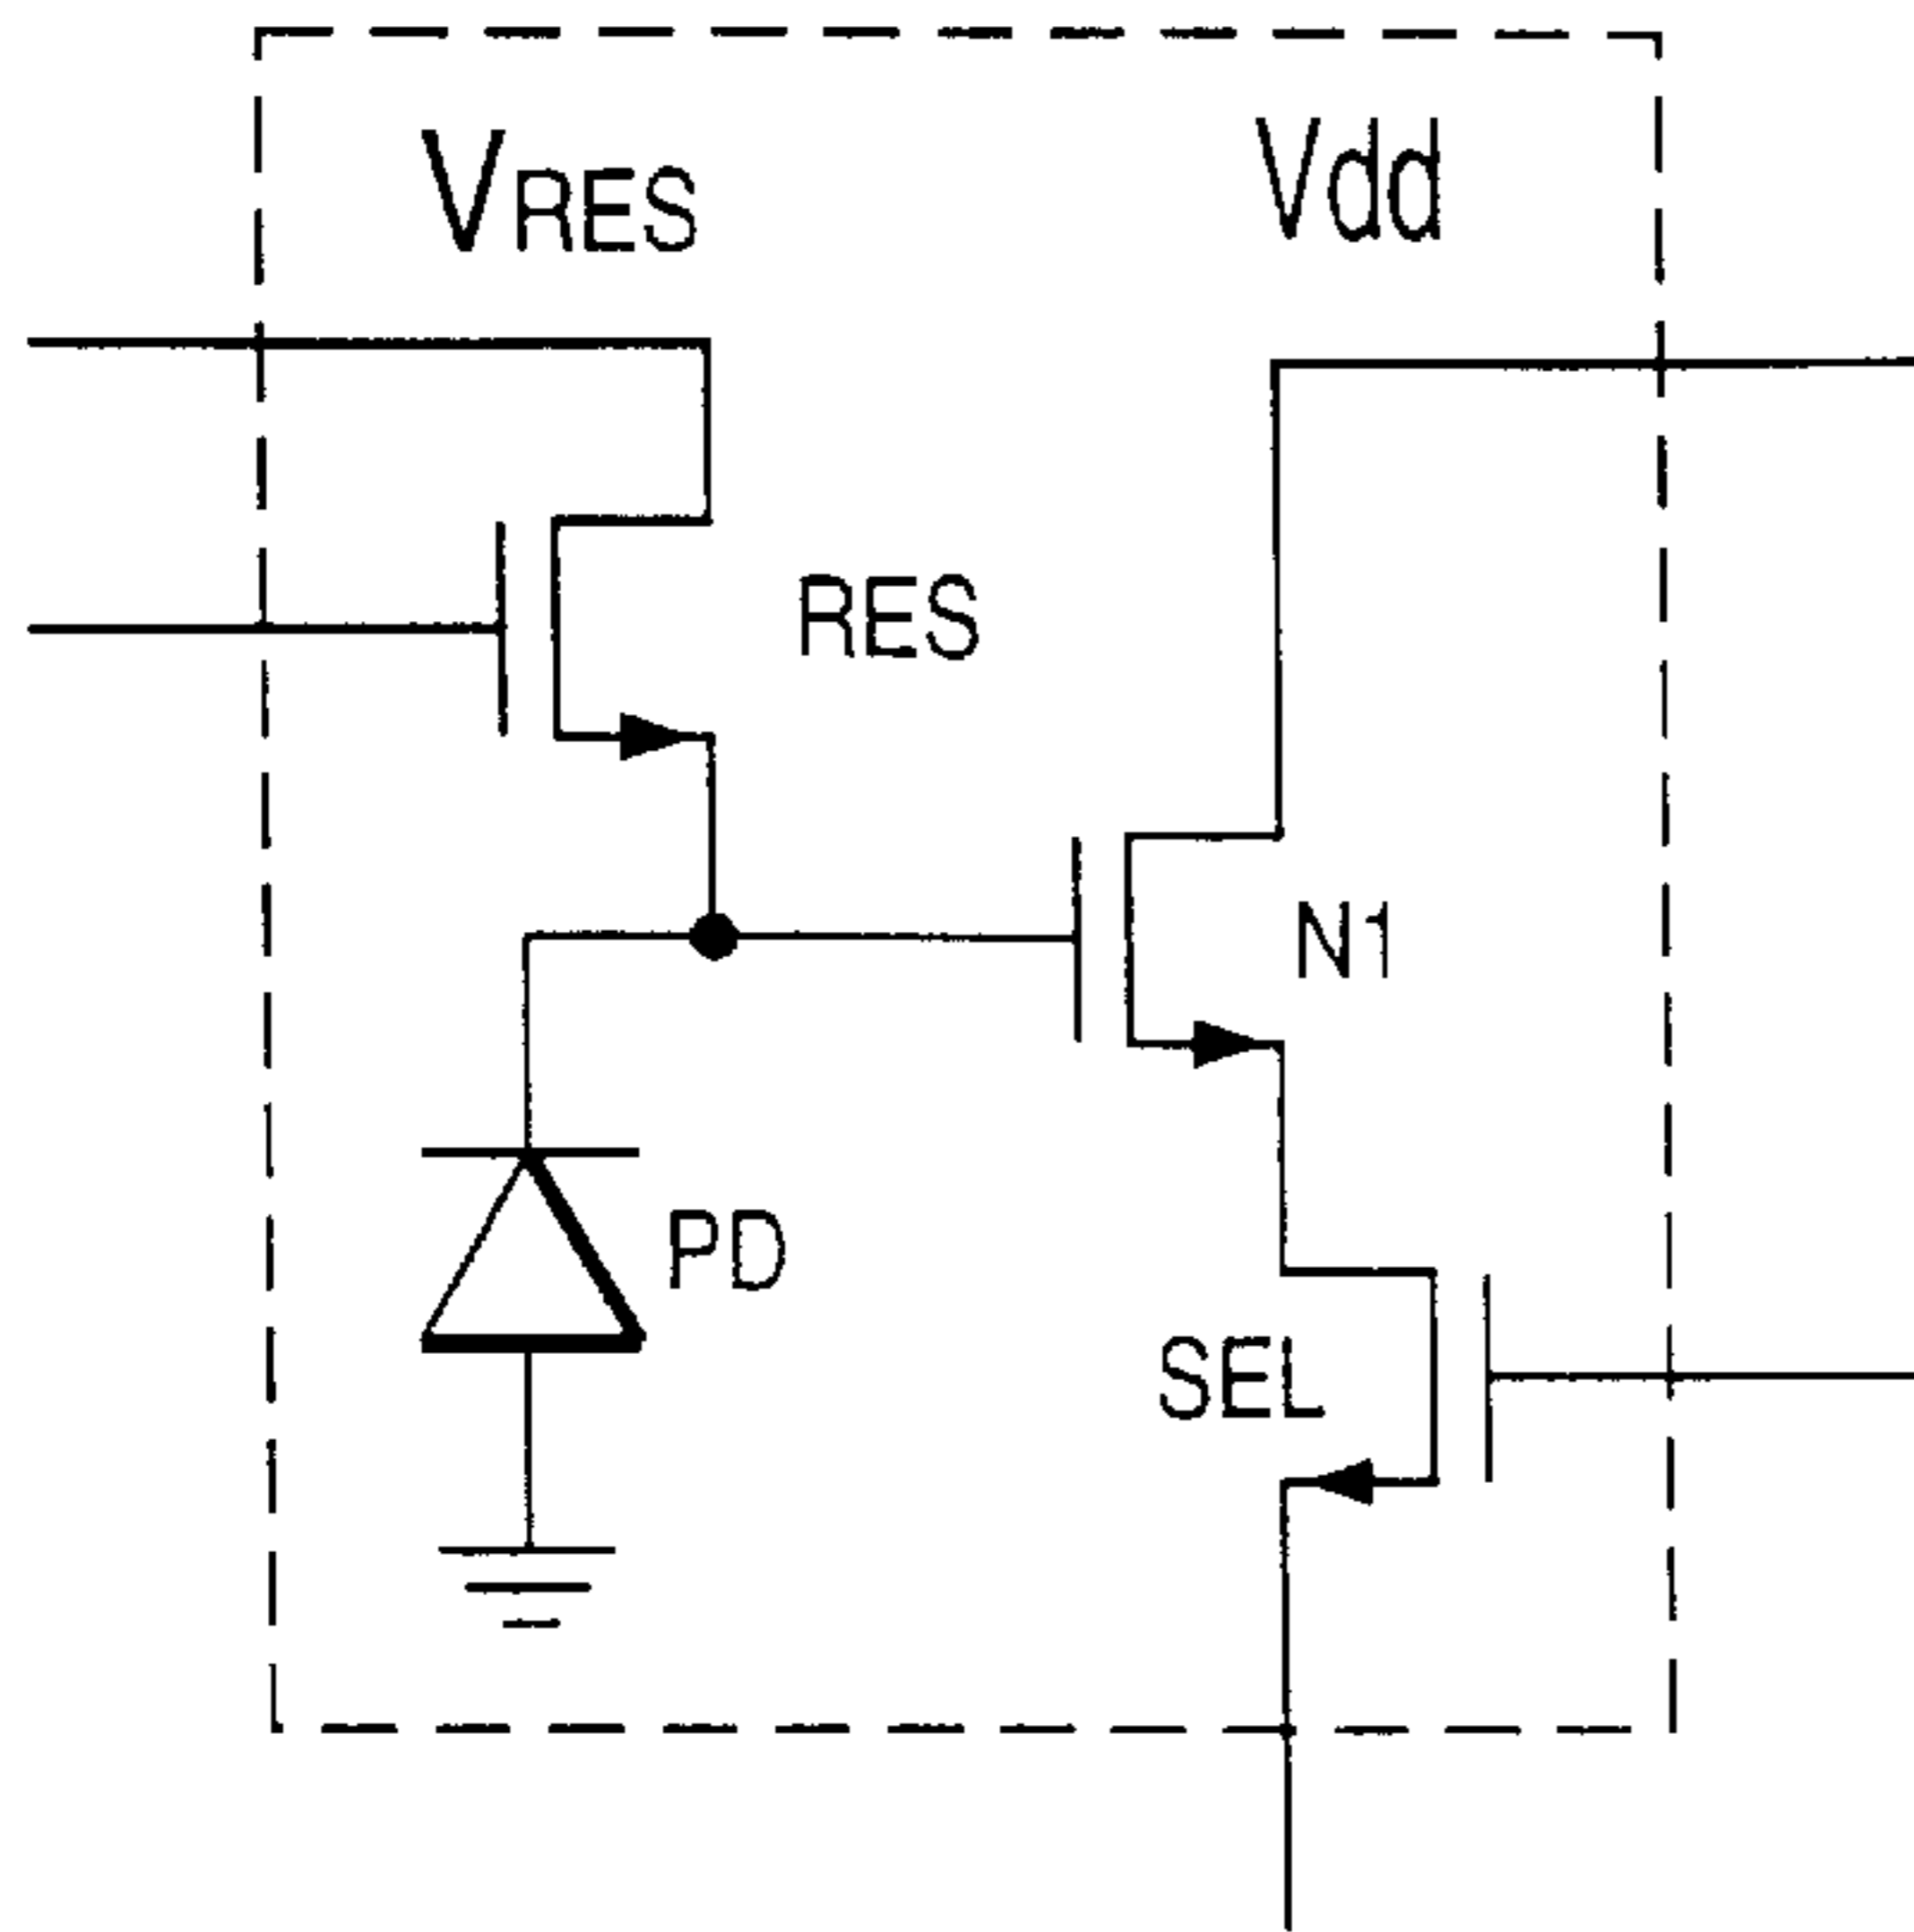 VRES
Vdd
RES
N1
PD
SEL